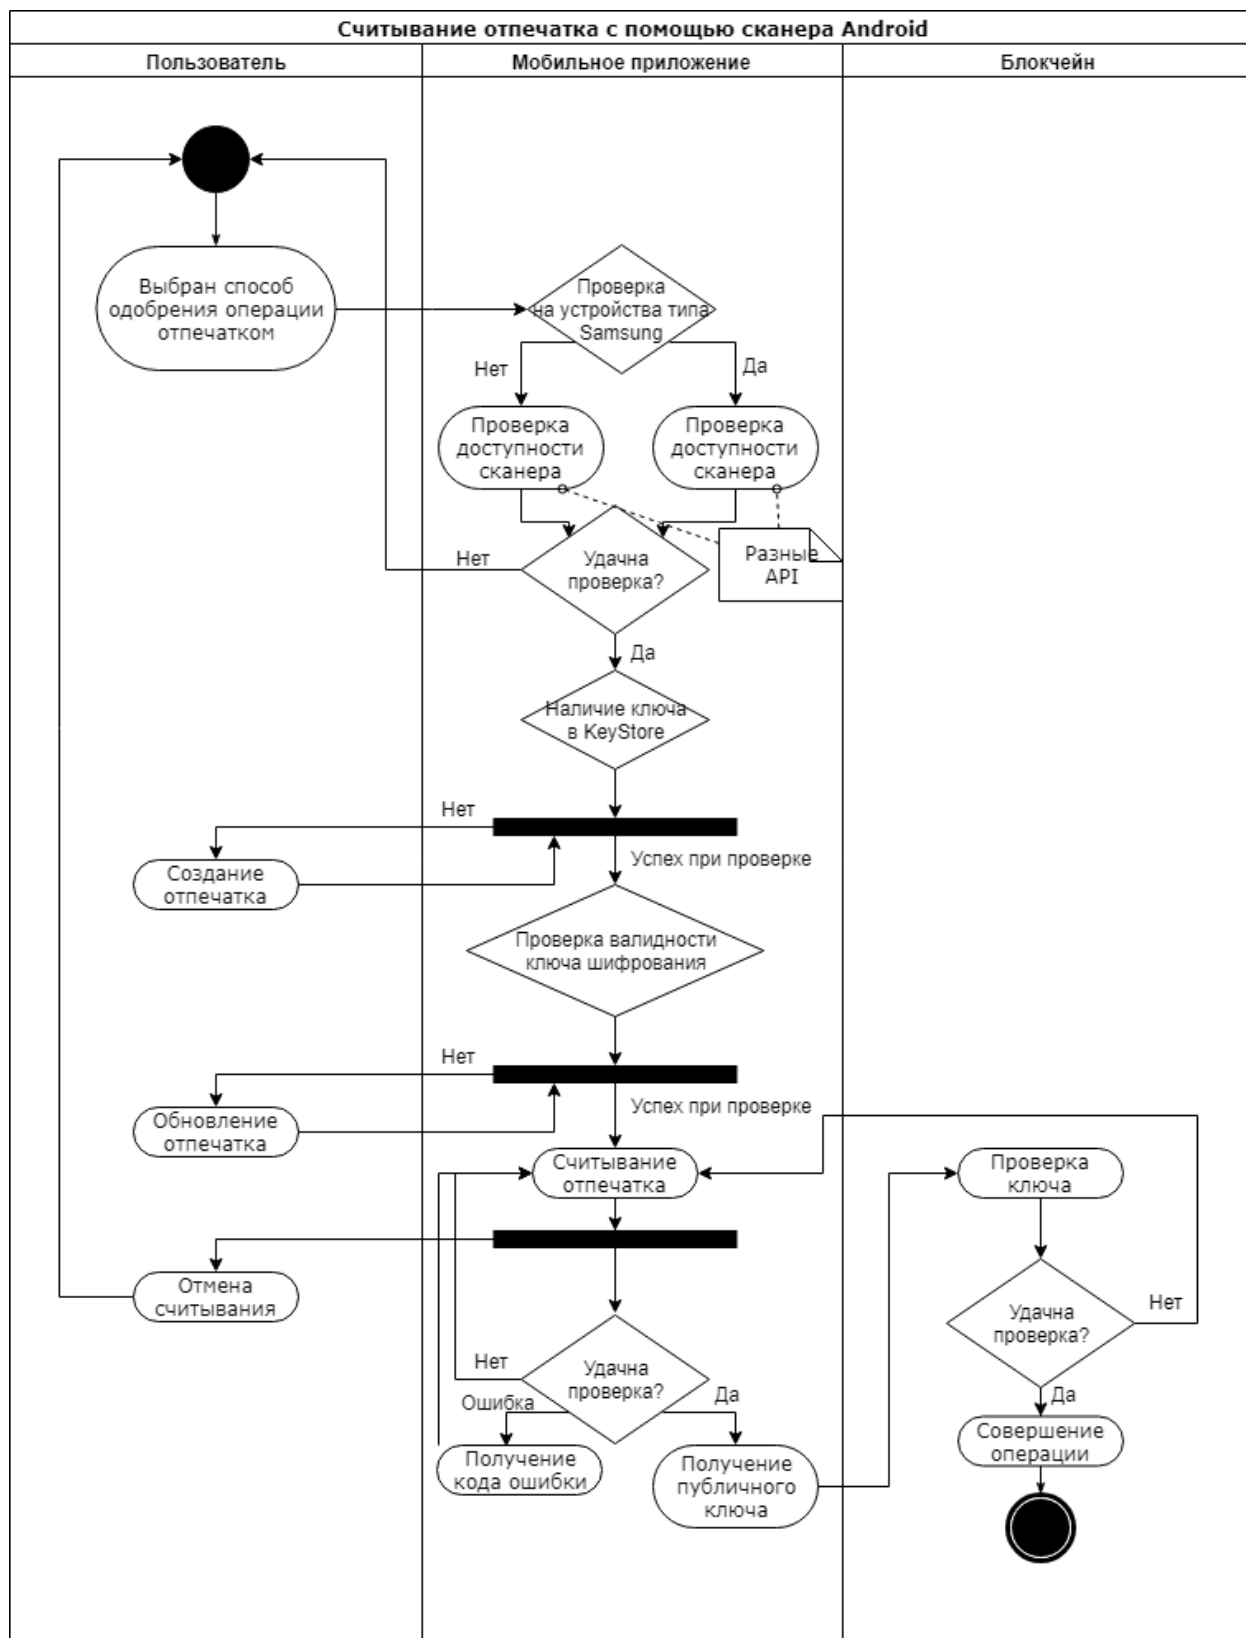 Считывание отпечатка с помощью сканера Android
Пользователь
Мобильное приложение
Блокчейн
Выбран способ
одобрения операции
отпечатком
Проверка
на устройства типа
Samsung
Нет
Да
Проверка
доступности
сканера
Проверка
доступности
сканера
Разные
API
Нет
Удачна
проверка?
Да
Наличие ключа
в KeyStore
Нет
Успех при проверке
Создание
отпечатка
Проверка валидности
ключа шифрования
Нет
Успех при проверке
Обновление
отпечатка
Считывание
отпечатка
Проверка
ключа
Отмена
считывания
Удачна
проверка?
Нет
Нет
Удачна
проверка?
Ошибка
Да
Да
Получение
кода ошибки
Получение
публичного
ключа
Совершение
операции